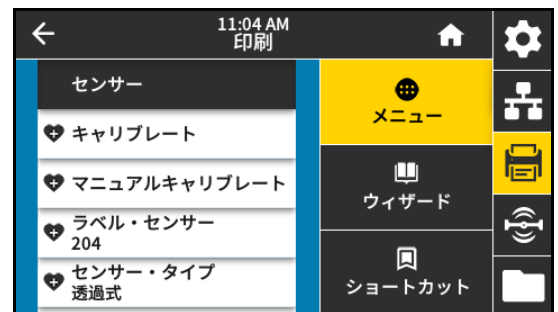 11:04 AM
印刷
センサー
キャリブレート
マニュアルキャリブレート
ラベル・センサー
204
センサー・タイプ
透過式
メニュー
ウィザード
ショートカット